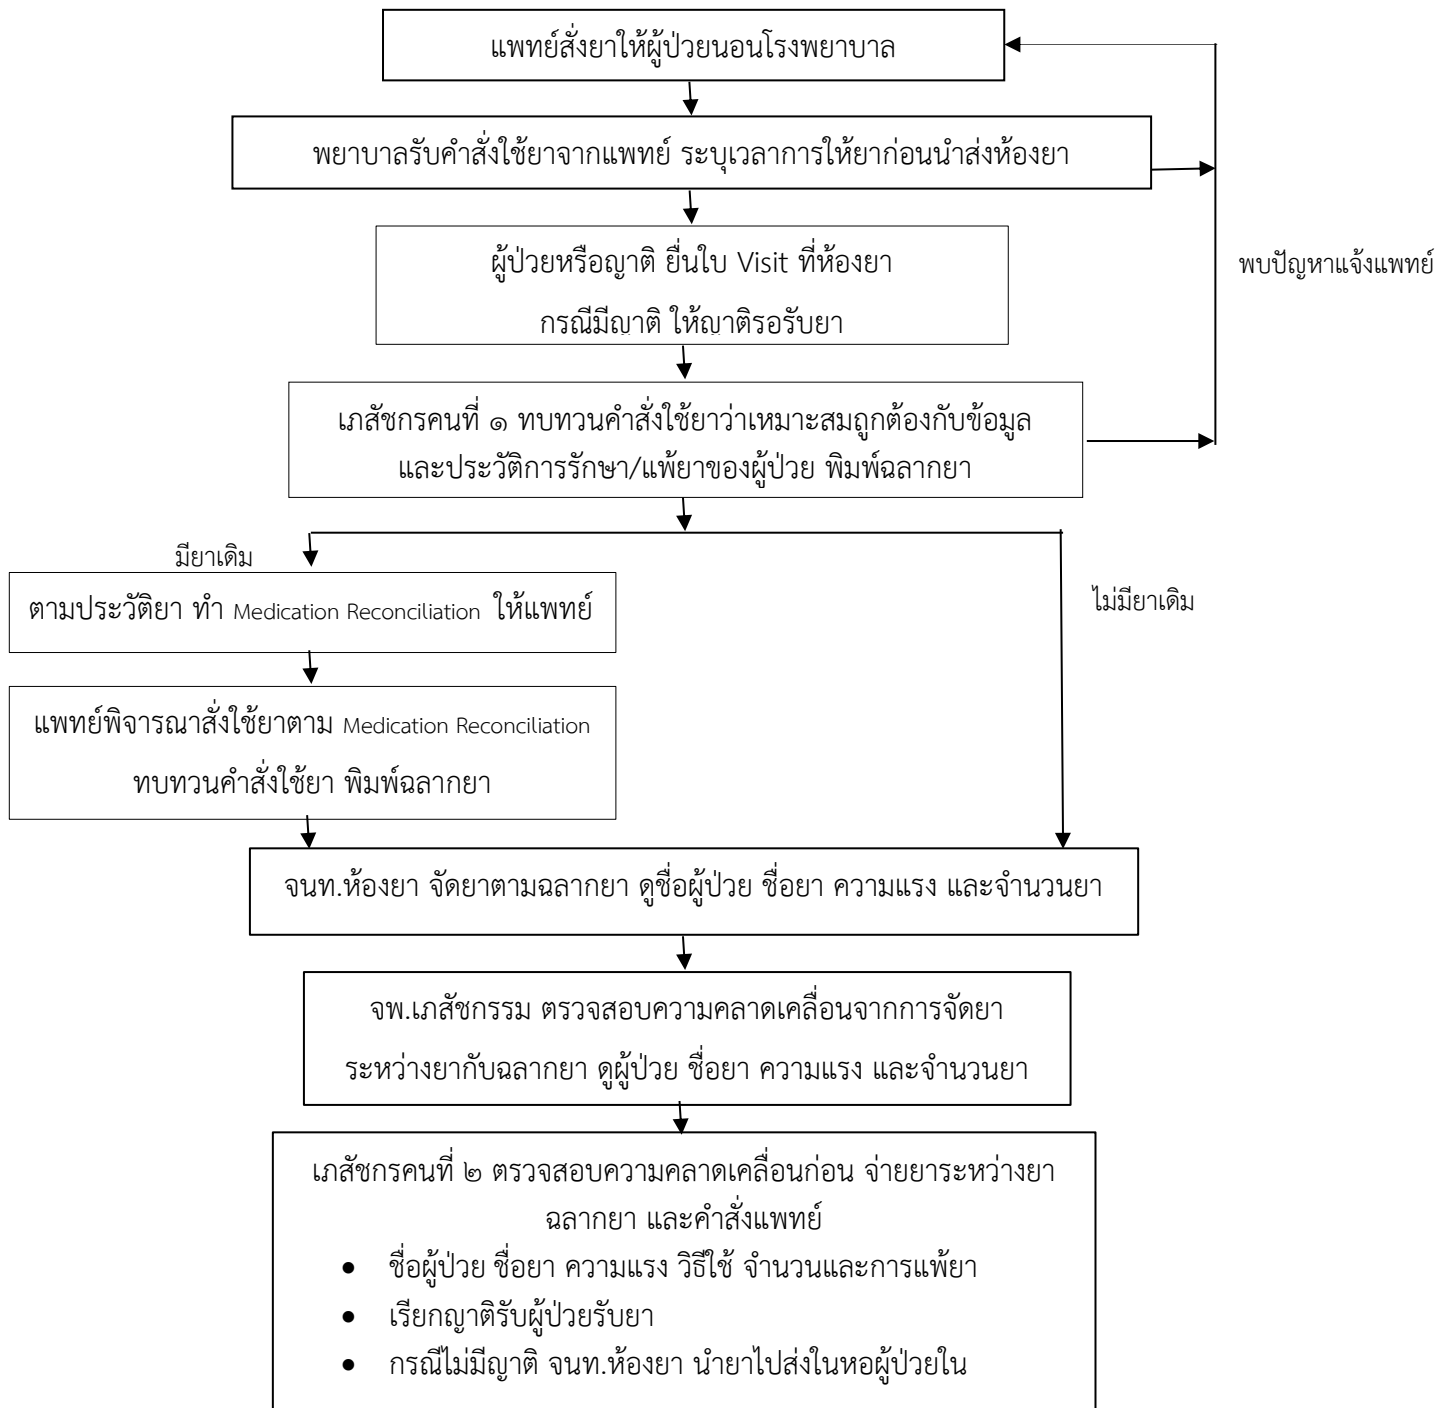 แพทย์สั่งยาให้ผู้ป่วยนอนโรงพยาบาล
พยาบาลรับคำสั่งใช้ยาจากแพทย์ ระบุเวลาการให้ยาก่อนนำส่งห้องยา
ผู้ป่วยหรือญาติ ยื่นใบ Visit ที่ห้องยา
กรณีมีญาติ ให้ญาติรอรับยา
พบปัญหาแจ้งแพทย์
เภสัชกรคนที่ ๑ ทบทวนคำสั่งใช้ยาว่าเหมาะสมถูกต้องกับข้อมูล
และประวัติการรักษา/แพ้ยาของผู้ป่วย พิมพ์ฉลากยา
มียาเดิม
ไม่มียาเดิม
ตามประวัติยา ทำ Medication Reconciliation ให้แพทย์
แพทย์พิจารณาสั่งใช้ยาตาม Medication Reconciliation
ทบทวนคำสั่งใช้ยา พิมพ์ฉลากยา
จนท.ห้องยา จัดยาตามฉลากยา ดูชื่อผู้ป่วย ชื่อยา ความแรง และจำนวนยา
จพ.เภสัชกรรม ตรวจสอบความคลาดเคลื่อนจากการจัดยา
ระหว่างยากับฉลากยา ดูผู้ป่วย ชื่อยา ความแรง และจำนวนยา
เภสัชกรคนที่ ๒ ตรวจสอบความคลาดเคลื่อนก่อน จ่ายยาระหว่างยา
ฉลากยา และคำสั่งแพทย์
• ชื่อผู้ป่วย ชื่อยา ความแรง วิธีใช้ จำนวนและการแพ้ยา
• เรียกญาติรับผู้ป่วยรับยา
• กรณีไม่มีญาติ จนท.ห้องยา นำยาไปส่งในหอผู้ป่วยใน